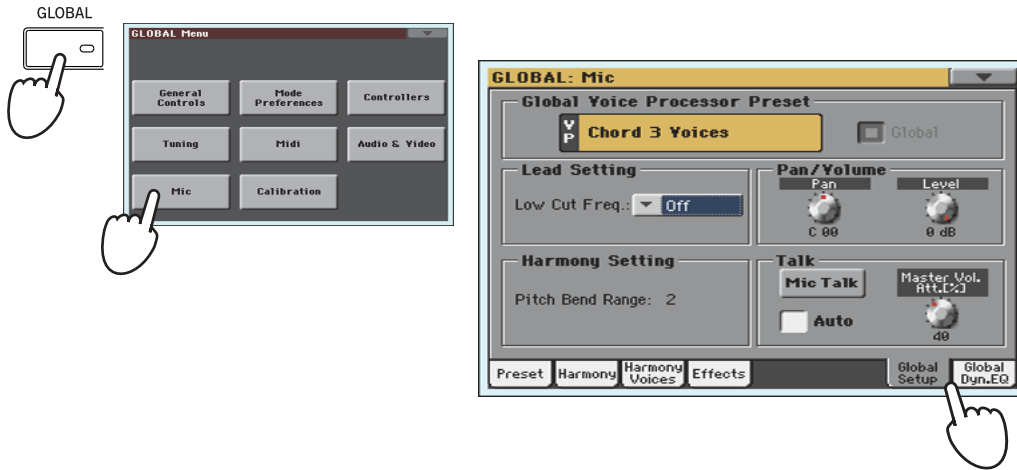 GLOBAL
GLOBAL Menu
General
Controls
Mode
Preferences
Controllers
Tuning
Midi
Audio & Video
Mic
Calibration
GLOBAL: Mic
Global Voice Processor Preset
VP
Chord 3 Voices
Global
Lead Setting
Low Cut Freq.:
Off
Pan/Volume
Pan
Level
C 00
0 dB
Harmony Setting
Pitch Bend Range: 2
Talk
Mic Talk
Master Vol.
Att.[%]
Auto
40
Preset
Harmony
Harmony
Voices
Effects
Global
Setup
Global
Dyn.EQ